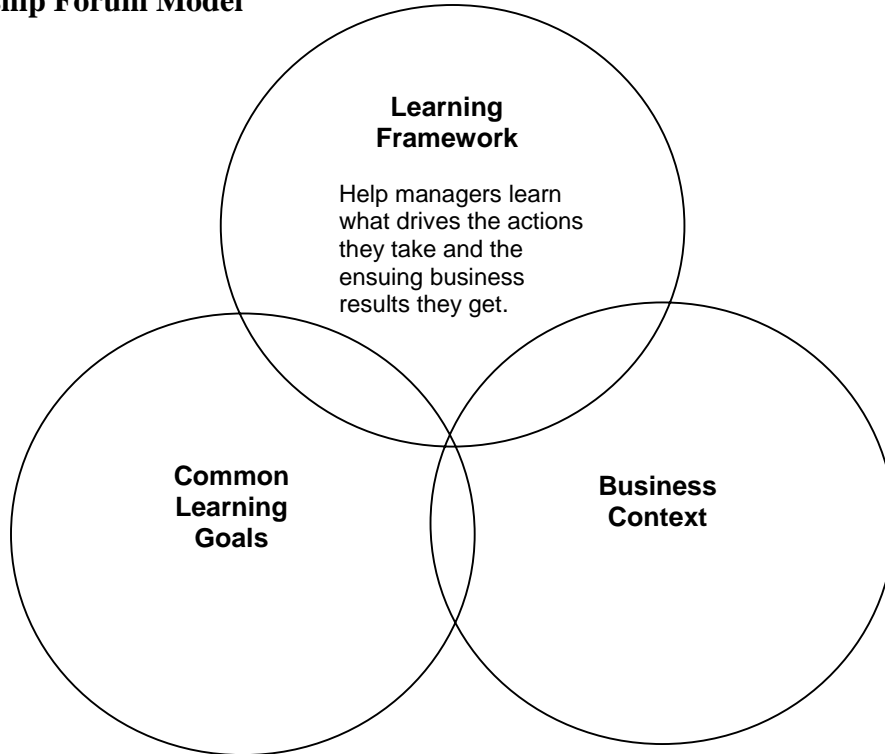 Forum Model
Learning
Framework
Help managers learn
what drives the actions
they take and the
ensuing business
results they get.
Common
Learning
Goals
Business
Context